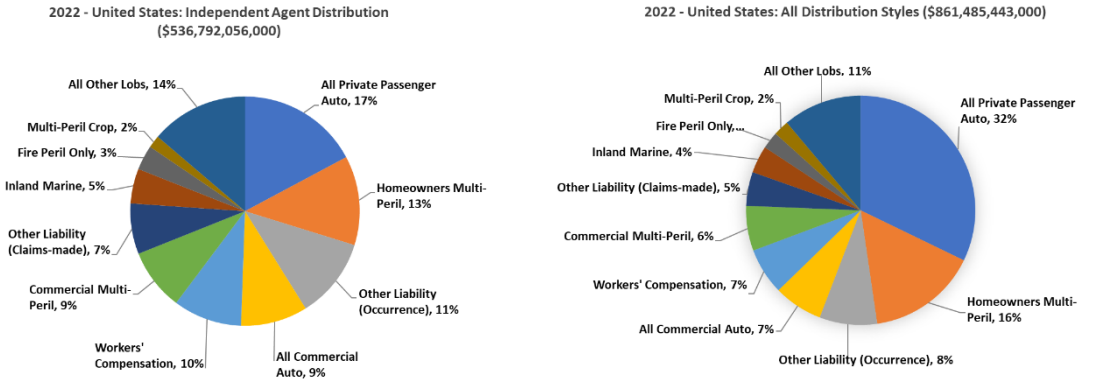 2022 - United States: Independent Agent Distribution
($536,792,056,000)
All Other Lobs, 14%
All Private Passenger
Auto, 17%
Multi-Peril Crop, 2%
Fire Peril Only, 3%
Inland Marine, 5%
Homeowners Multi-
Peril, 13%
Other Liability
(Claims-made), 7%
Commercial Multi-
Peril, 9%
Other Liability
(Occurrence), 11%
Workers'
Compensation, 10%
All Commercial
Auto, 9%
2022 - United States: All Distribution Styles ($861,485,443,000)
All Other Lobs, 11%
Multi-Peril Crop, 2%
All Private Passenger
Auto, 32%
Fire Peril Only,...
Inland Marine, 4%
Other Liability (Claims-made), 5%
Commercial Multi-Peril, 6%
Workers' Compensation, 7%
Homeowners Multi-
Peril, 16%
All Commercial Auto, 7%
Other Liability (Occurrence), 8%